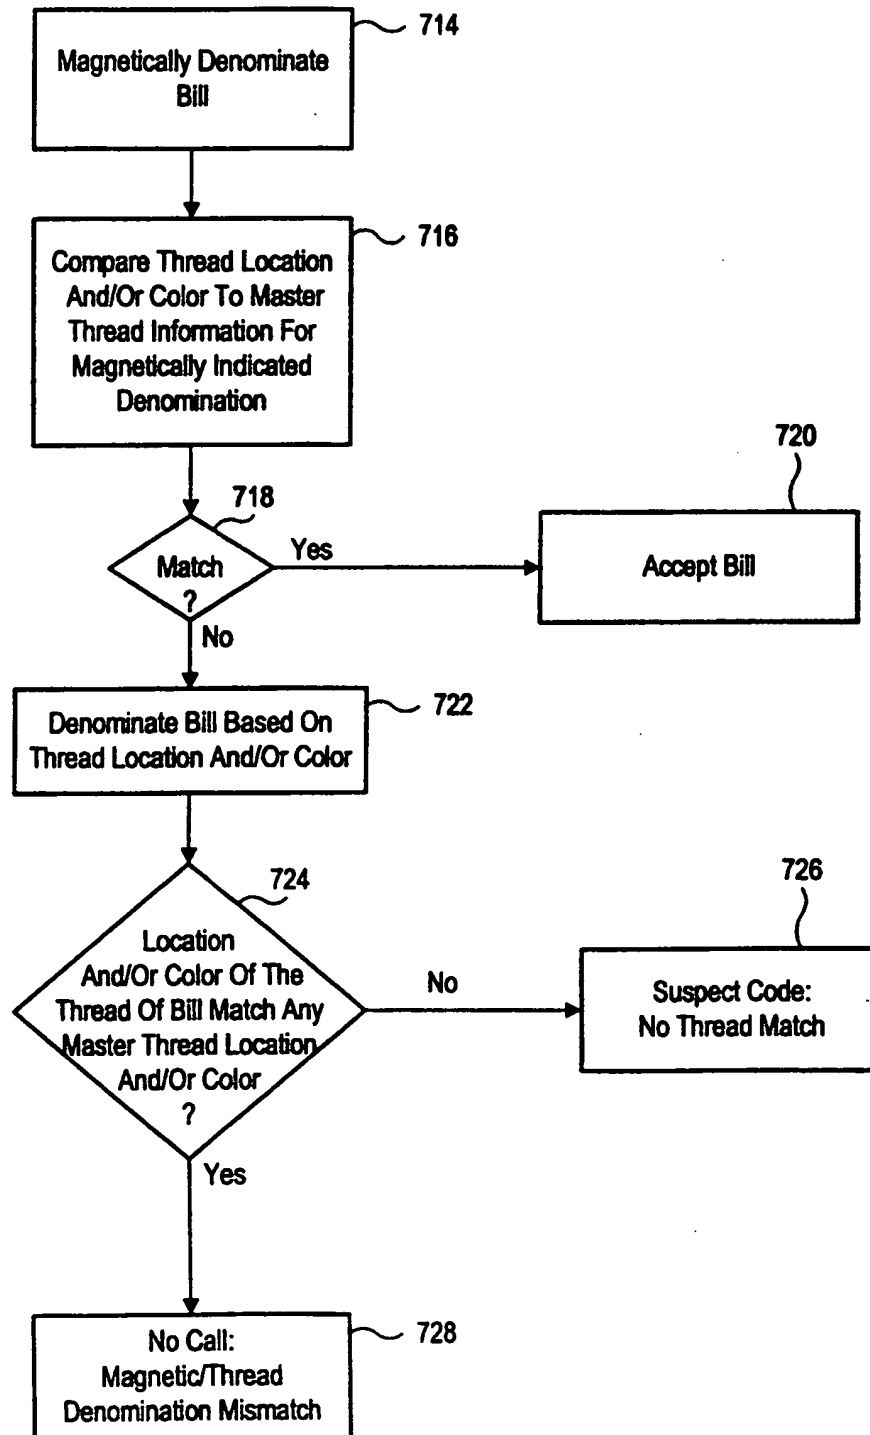 714
Magnetically Denominate
Bill
716
Compare Thread Location
And/Or Color To Master
Thread Information For
Magnetically Indicated
Denomination
718
Match
?
Yes
720
Accept Bill
No
722
Denominate Bill Based On
Thread Location And/Or Color
724
Location
And/Or Color Of The
Thread Of Bill Match Any
Master Thread Location
And/Or Color
?
No
726
Suspect Code:
No Thread Match
Yes
728
No Call:
Magnetic/Thread
Denomination Mismatch